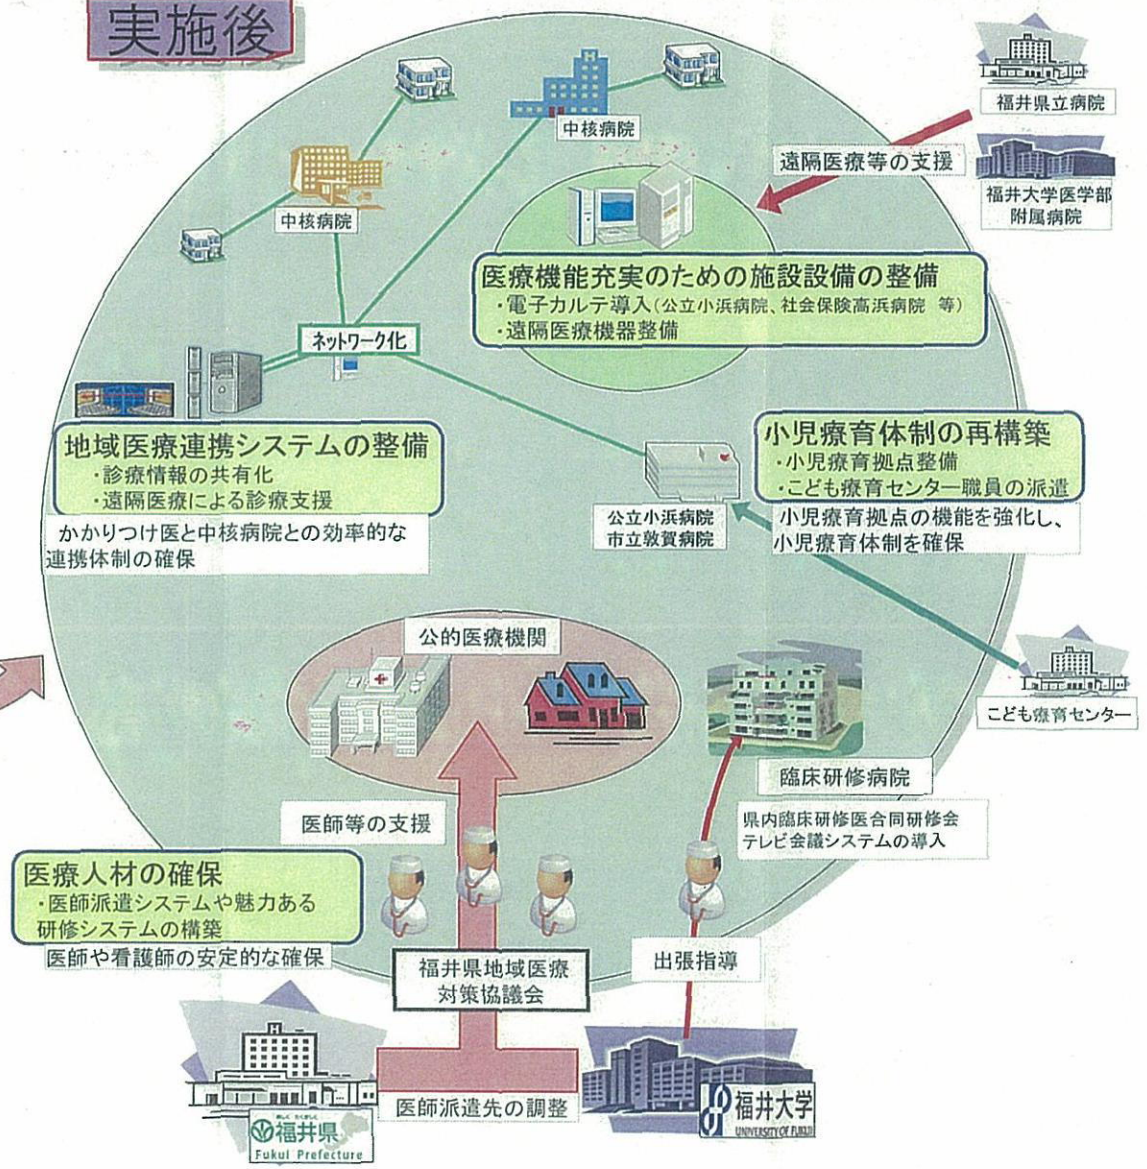 実施後
福井県立病院
中核病院
遠隔医療等の支援
福井大学医学部
附属病院
中核病院
医療機能充実のための施設設備の整備
・電子カルテ導入(公立小浜病院、社会保険高浜病院 等)
・遠隔医療機器整備
ネットワーク化
地域医療連携システムの整備
・診療情報の共有化
・遠隔医療による診療支援
かかりつけ医と中核病院との効率的な
連携体制の確保
小児療育体制の再構築
・小児療育拠点整備
・こども療育センター職員の派遣
小児療育拠点の機能を強化し、
小児療育体制を確保
公立小浜病院
市立敦賀病院
公的医療機関
こども療育センター
臨床研修病院
県内臨床研修医合同研修会
テレビ会議システムの導入
医師等の支援
医療人材の確保
・医師派遣システムや魅力ある
研修システムの構築
医師や看護師の安定的な確保
福井県地域医療
対策協議会
出張指導
医師派遣先の調整
福井県
Fukui Prefecture
福井大学
UNIVERSITY OF FUKUI